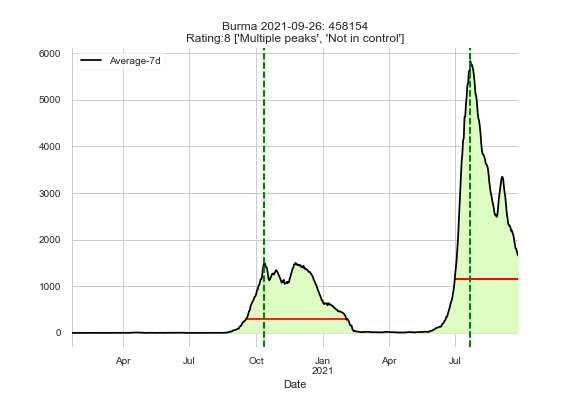 Burma 2021-09-26: 458154
Rating:8 ['Multiple peaks', 'Not in control']
Average-7d
6000
5000
4000
3000
2000
1000
0
Apr Jul Oct Jan Apr Jul
2021
Date